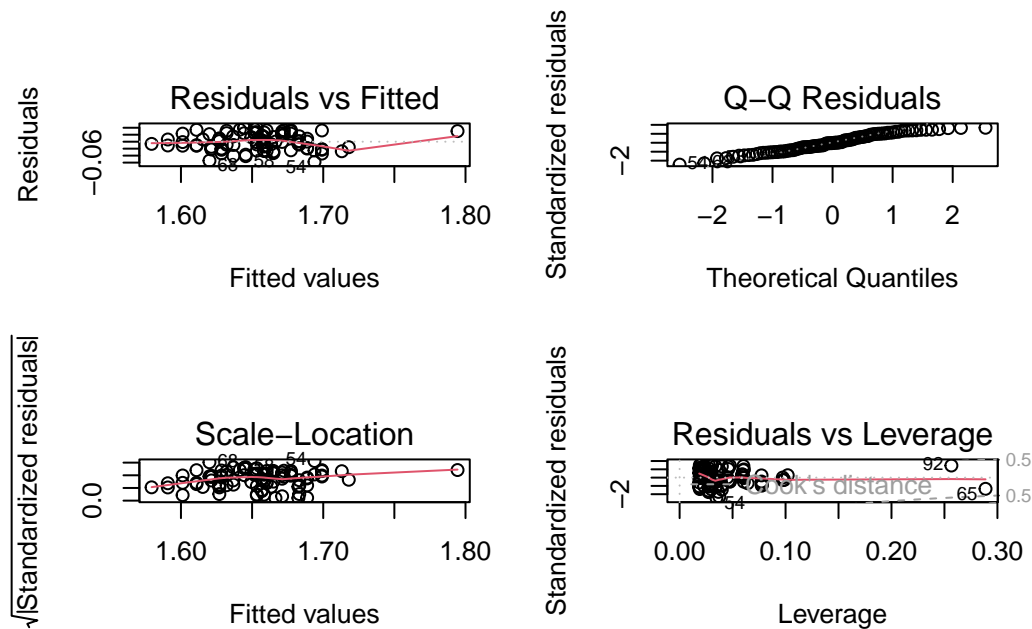 Residuals vs Fitted
Residuals
−0.06
68
58
54
1.60 1.70 1.80
Fitted values
Q−Q Residuals
Standardized residuals
−2
54
−2 −1 0 1 2
Theoretical Quantiles
Scale−Location
√|Standardized residuals|
0.0
68
58
54
1.60 1.70 1.80
Fitted values
Residuals vs Leverage
Standardized residuals
−2
92
0.5
Cook's distance
65
0.5
54
0.00 0.10 0.20 0.30
Leverage